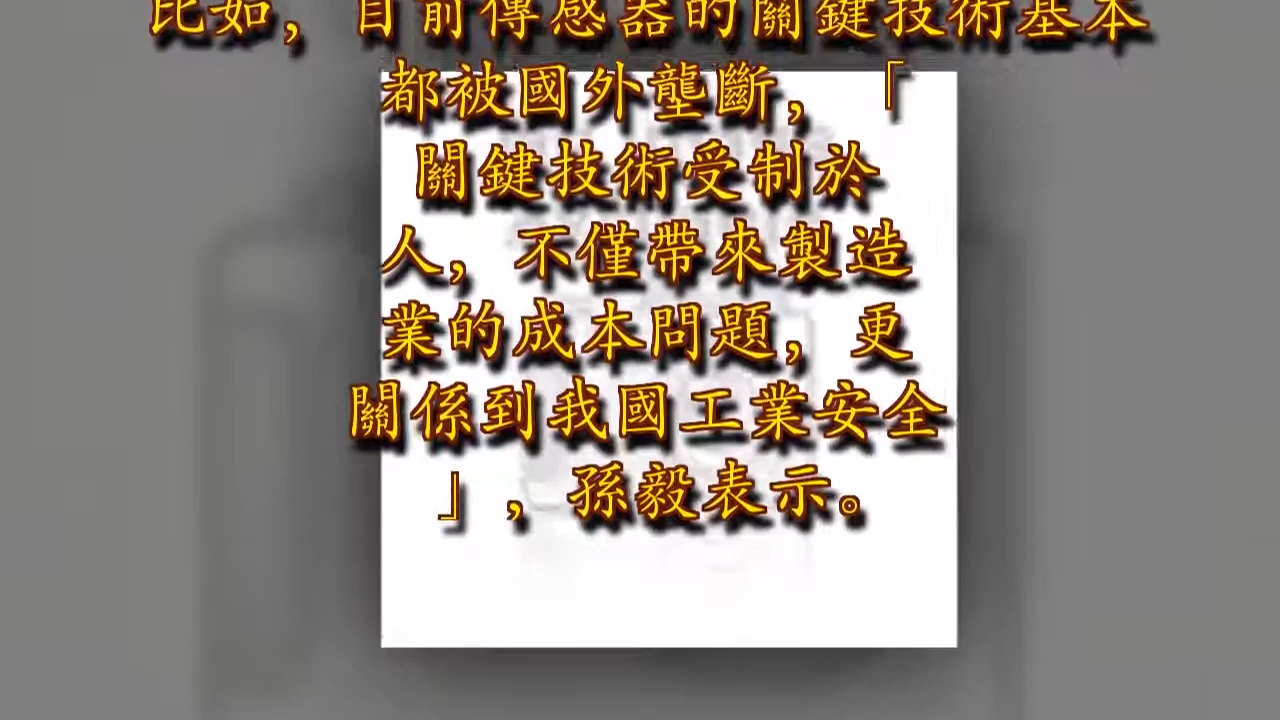 比如，目前傳感器的關鍵技術基本
都被國外壟斷，「
關鍵技術受制於
人，不僅帶來製造
業的成本問題，更
關係到我國工業安全
」，孫毅表示。